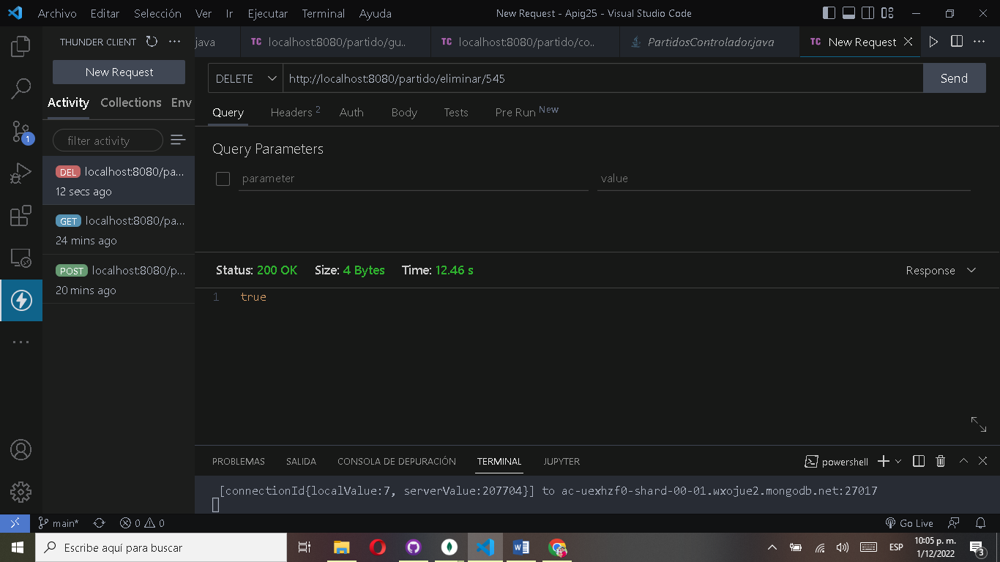 Archivo Editar Selección Ver Ir Ejecutar Terminal Ayuda New Request - Apig25 - Visual Studio Code
THUNDER CLIENT ···
New Request
Activity Collections Env
filter activity
DEL localhost:8080/pa...
12 secs ago
GET localhost:8080/pa...
24 mins ago
POST localhost:8080/p...
20 mins ago
1
java TC localhost:8080/partido/gu.. TC localhost:8080/partido/co.. PartidosControlador.java TC New Request
DELETE http://localhost:8080/partido/eliminar/545 Send
Query Headers 2 Auth Body Tests Pre Run New
Query Parameters
parameter value
Status: 200 OK Size: 4 Bytes Time: 12.46 s Response
1 true
PROBLEMAS SALIDA CONSOLA DE DEPURACIÓN TERMINAL JUPYTER powershell
[connectionId{localValue:7, serverValue:207704}] to ac-uexhzf0-shard-00-01.wxojue2.mongodb.net:27017
main* 0 0 Go Live
Escribe aquí para buscar ESP 10:05 p. m.
1/12/2022
3